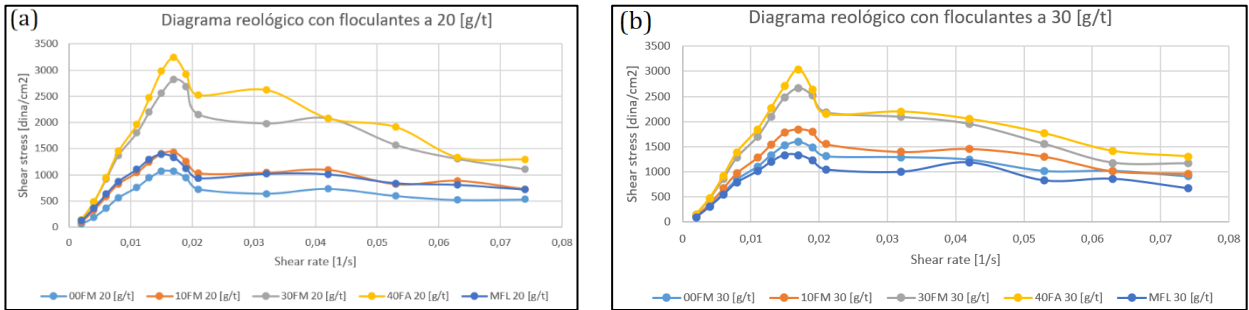 (a)
Diagrama reológico con floculantes a 20 [g/t]
Shear stress [dina/cm2]
3500
3000
2500
2000
1500
1000
500
0
0 0,01 0,02 0,03 0,04 0,05 0,06 0,07 0,08
Shear rate [1/s]
00FM 20 [g/t] 10FM 20 [g/t] 30FM 20 [g/t] 40FA 20 [g/t] MFL 20 [g/t]
(b)
Diagrama reológico con floculantes a 30 [g/t]
Shear stress [dina/cm2]
3500
3000
2500
2000
1500
1000
500
0
0 0,01 0,02 0,03 0,04 0,05 0,06 0,07 0,08
Shear rate [1/s]
00FM 30 [g/t] 10FM 30 [g/t] 30FM 30 [g/t] 40FA 30 [g/t] MFL 30 [g/t]